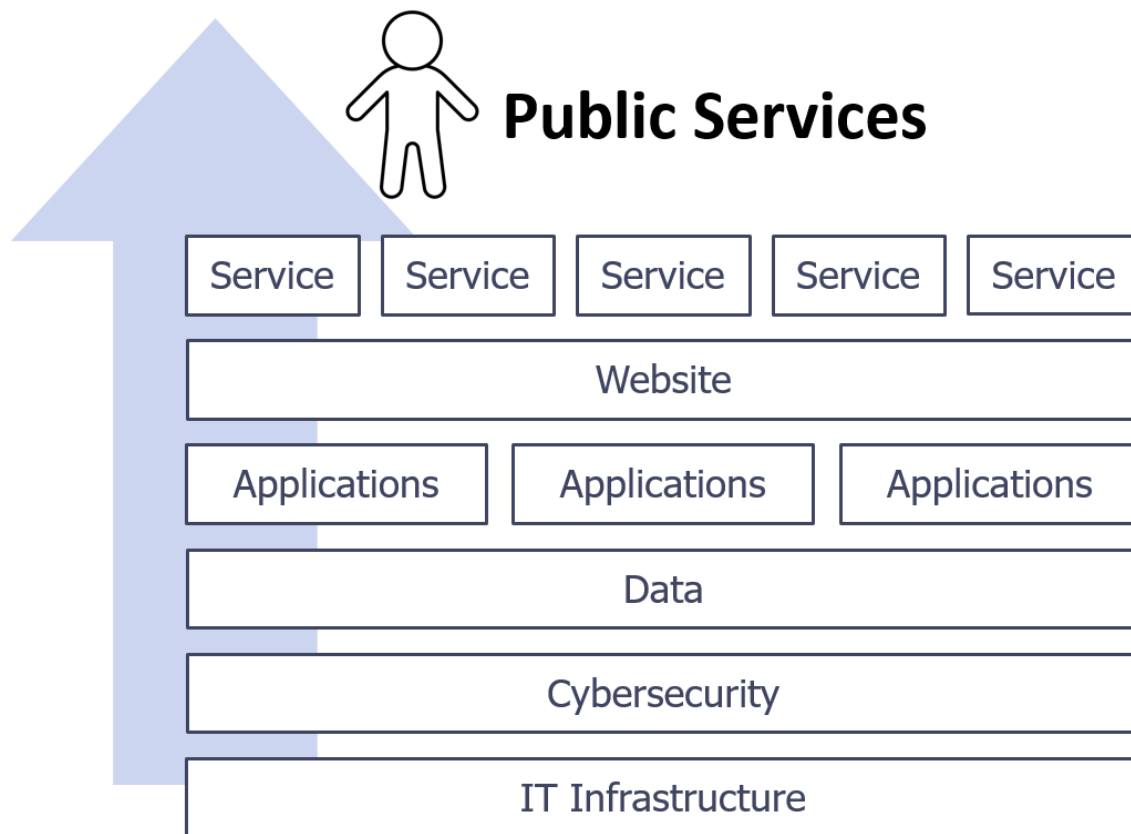 Public Services
Service Service Service Service Service
Website
Applications Applications Applications
Data
Cybersecurity
IT Infrastructure